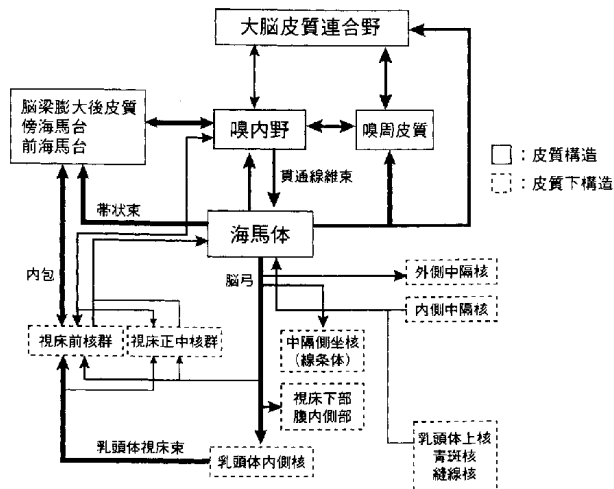 大脳皮質連合野
脳梁膨大後皮質
傍海馬台
前海馬台
嗅内野
嗅周皮質
：皮質構造
：皮質下構造
貫通線維束
帯状束
海馬体
内包
脳弓
外側中隔核
内側中隔核
視床前核群
視床正中核群
中隔側坐核
（線条体）
視床下部
腹内側部
乳頭体視床束
乳頭体内側核
乳頭体上核
青斑核
縫線核